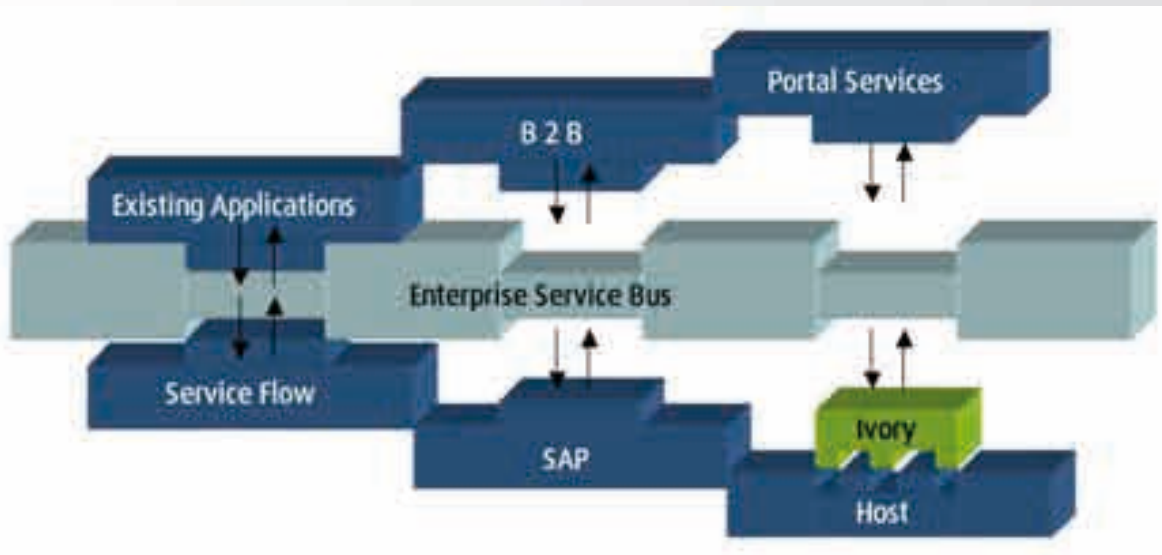 Portal Services
B 2 B
Existing Applications
Enterprise Service Bus
Service Flow
SAP
Ivory
Host